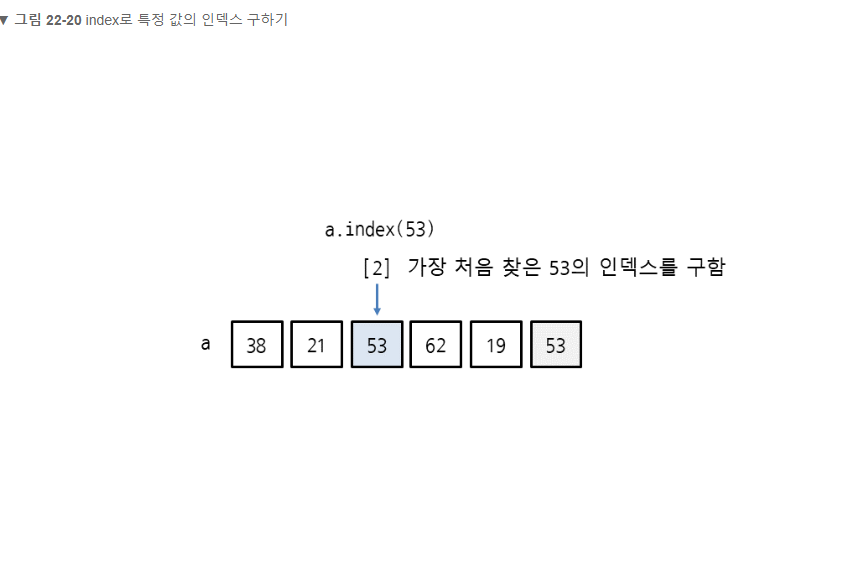 ▼ 그림 22-20 index로 특정 값의 인덱스 구하기
a.index(53)
[2] 가장 처음 찾은 53의 인덱스를 구함
a 38 21 53 62 19 53